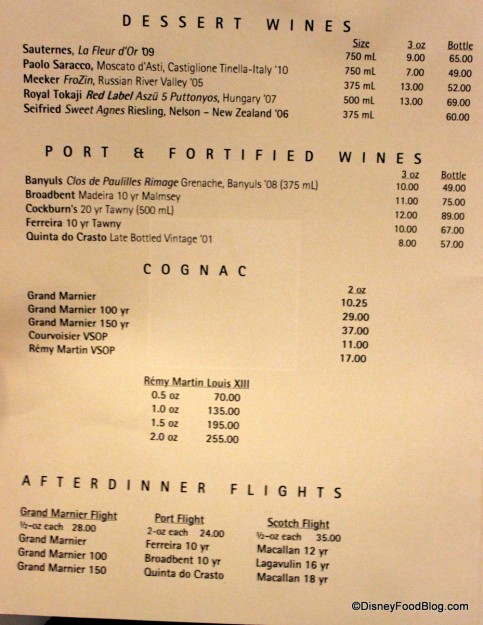 DESSERT WINES
Size 3 oz Bottle
Sauternes, La Fleur d'Or '09 750 mL 9.00 65.00
Paolo Saracco, Moscato d'Asti, Castiglione Tinella-Italy '10 750 mL 7.00 49.00
Meeker FroZin, Russian River Valley '05 375 mL 13.00 52.00
Royal Tokaji Red Label Aszü 5 Puttonyos, Hungary '07 500 mL 13.00 69.00
Seifried Sweet Agnes Riesling, Nelson – New Zealand '06 375 mL 60.00
PORT & FORTIFIED WINES
3 oz Bottle
Banyuls Clos de Paulilles Rimage Grenache, Banyuls '08 (375 mL) 10.00 49.00
Broadbent Madeira 10 yr Malmsey 11.00 75.00
Cockburn's 20 yr Tawny (500 mL) 12.00 89.00
Ferreira 10 yr Tawny 10.00 67.00
Quinta do Crasto Late Bottled Vintage '01 8.00 57.00
COGNAC
2 oz
Grand Marnier 10.25
Grand Marnier 100 yr 29.00
Grand Marnier 150 yr 37.00
Courvoisier VSOP 11.00
Rémy Martin VSOP 17.00
Rémy Martin Louis XIII
0.5 oz 70.00
1.0 oz 135.00
1.5 oz 195.00
2.0 oz 255.00
AFTERDINNER FLIGHTS
Grand Marnier Flight
½-oz each 28.00
Grand Marnier
Grand Marnier 100
Grand Marnier 150
Port Flight
2-oz each 24.00
Ferreira 10 yr
Broadbent 10 yr
Quinta do Crasto
Scotch Flight
½-oz each 35.00
Macallan 12 yr
Lagavulin 16 yr
Macallan 18 yr
©DisneyFoodBlog.com